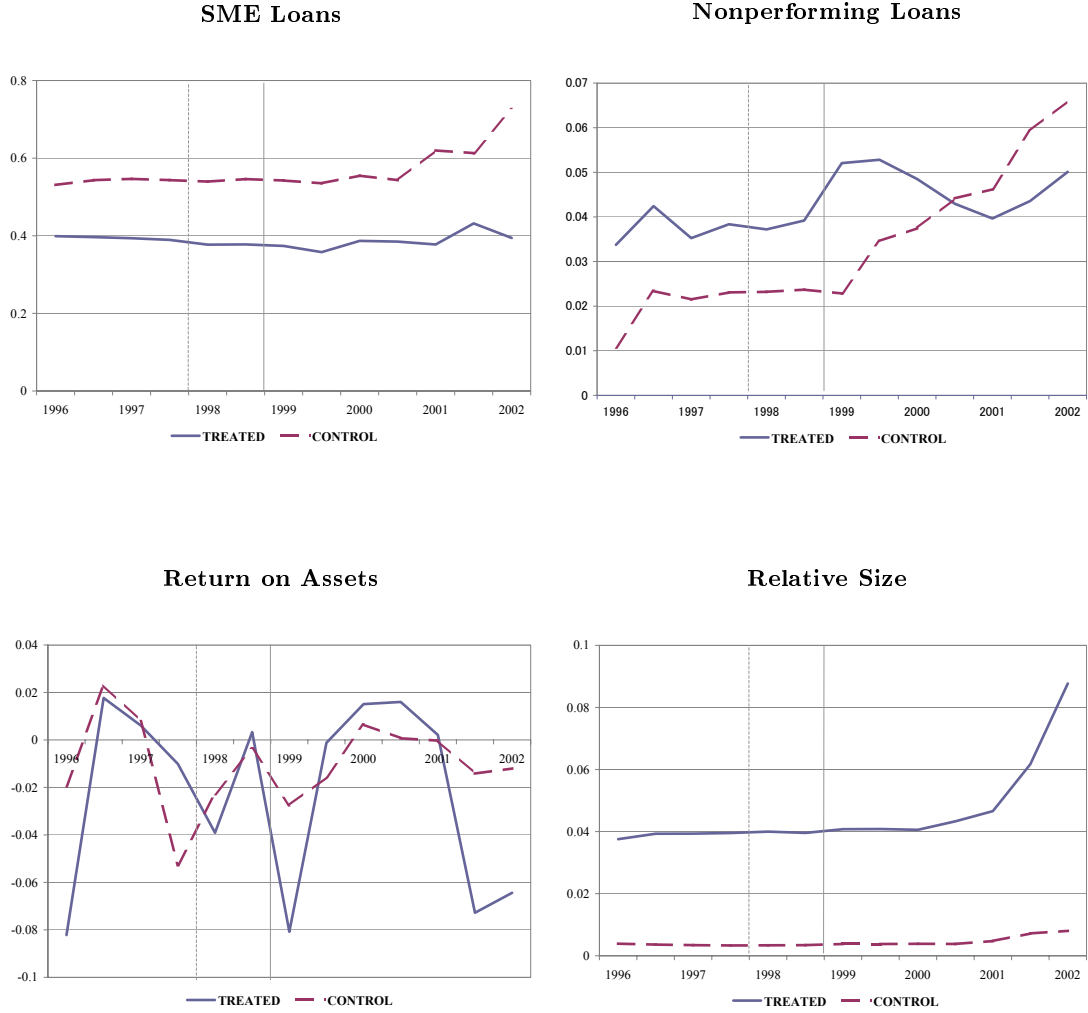 SME Loans
0.8
0.6
0.4
0.2
0
1996 1997 1998 1999 2000 2001 2002
TREATED CONTROL
Nonperforming Loans
0.07
0.06
0.05
0.04
0.03
0.02
0.01
0
1996 1997 1998 1999 2000 2001 2002
TREATED CONTROL
Return on Assets
0.04
0.02
0
-0.02
-0.04
-0.06
-0.08
-0.1
1996 1997 1998 1999 2000 2001 2002
TREATED CONTROL
Relative Size
0.1
0.08
0.06
0.04
0.02
0
1996 1997 1998 1999 2000 2001 2002
TREATED CONTROL